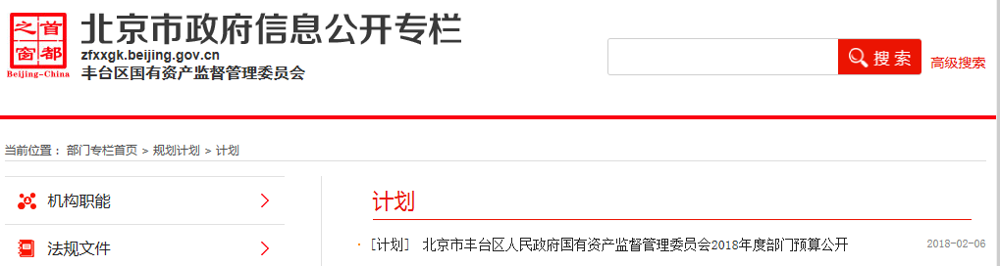 首都之窗
Beijing-China
北京市政府信息公开专栏
zfxxgk.beijing.gov.cn
丰台区国有资产监督管理委员会
搜索
高级搜索
当前位置： 部门专栏首页 > 规划计划 > 计划
机构职能
法规文件
计划
[计划] 北京市丰台区人民政府国有资产监督管理委员会2018年度部门预算公开 2018-02-06